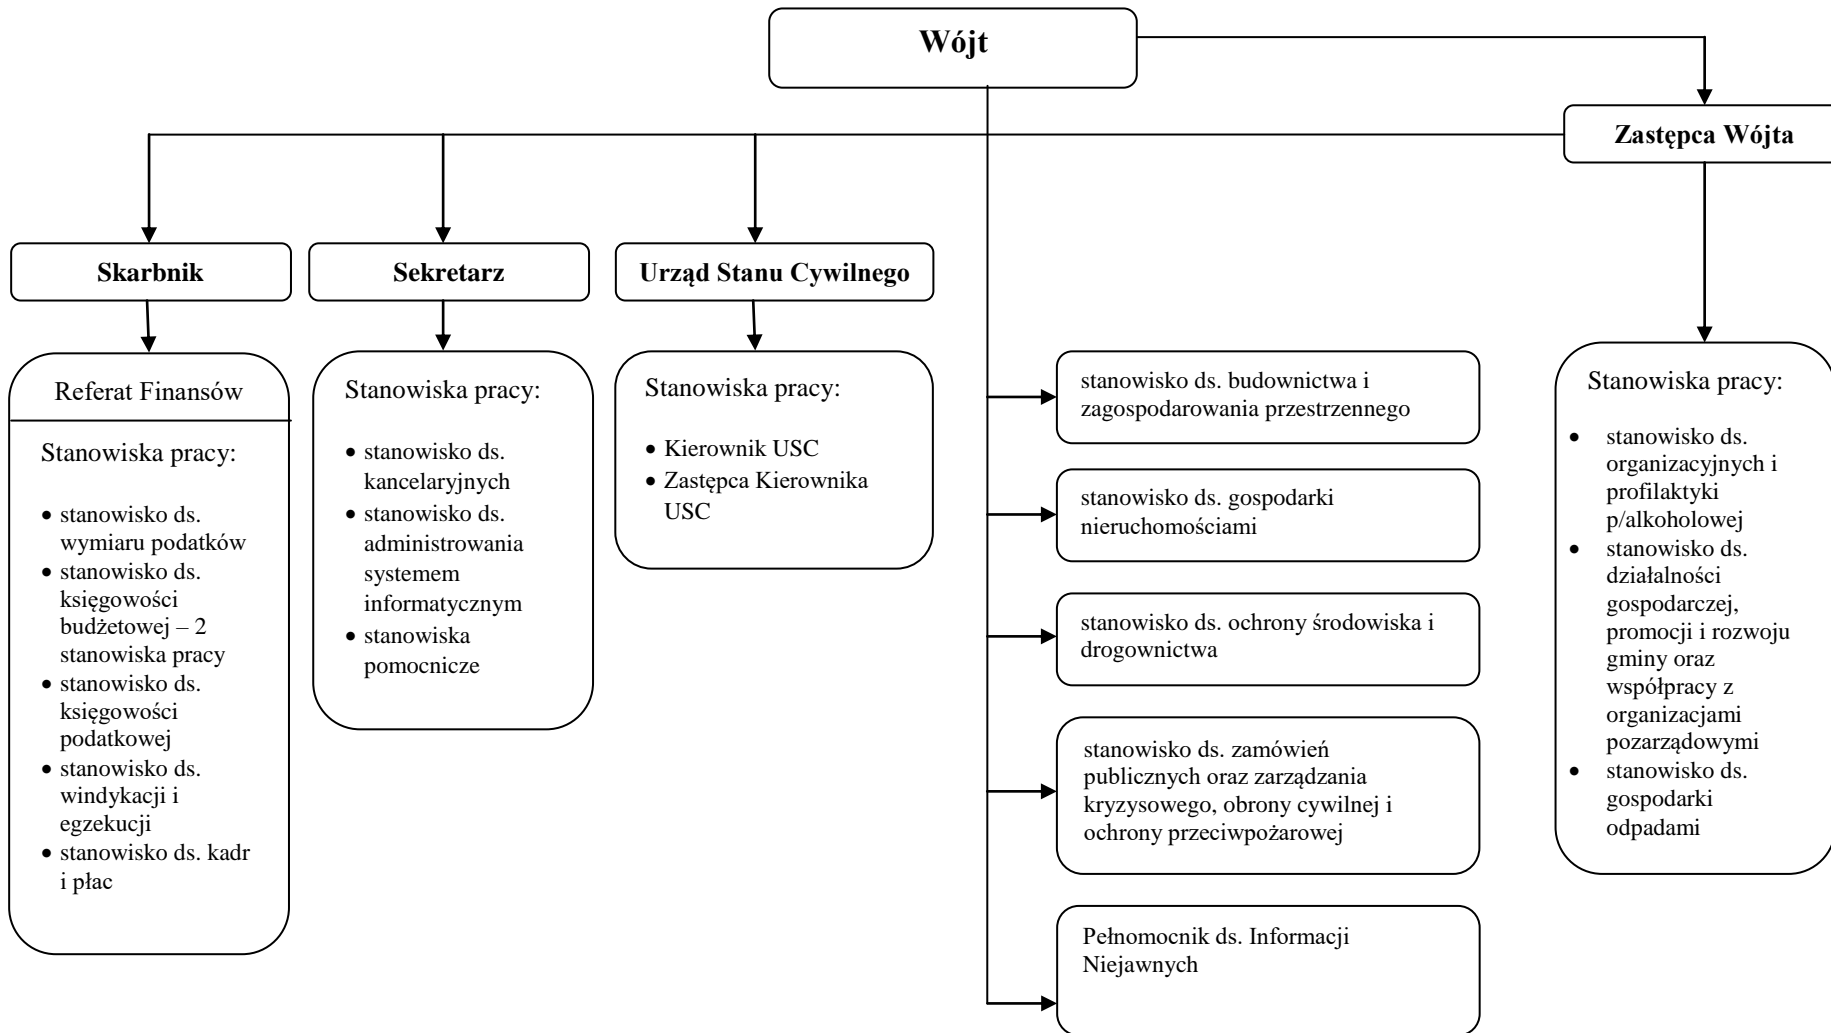 Wójt
Zastępca Wójta
Skarbnik
Sekretarz
Urząd Stanu Cywilnego
Referat Finansów
Stanowiska pracy:
• stanowisko ds.
wymiaru podatków
• stanowisko ds.
księgowości
budżetowej – 2
stanowiska pracy
• stanowisko ds.
księgowości
podatkowej
• stanowisko ds.
windykacji i
egzekucji
• stanowisko ds. kadr
i płac
Stanowiska pracy:
• stanowisko ds.
kancelaryjnych
• stanowisko ds.
administrowania
systemem
informatycznym
• stanowiska
pomocnicze
Stanowiska pracy:
• Kierownik USC
• Zastępca Kierownika
USC
stanowisko ds. budownictwa i
zagospodarowania przestrzennego
stanowisko ds. gospodarki
nieruchomościami
stanowisko ds. ochrony środowiska i
drogownictwa
stanowisko ds. zamówień
publicznych oraz zarządzania
kryzysowego, obrony cywilnej i
ochrony przeciwpożarowej
Pełnomocnik ds. Informacji
Niejawnych
Stanowiska pracy:
• stanowisko ds.
organizacyjnych i
profilaktyki
p/alkoholowej
• stanowisko ds.
działalności
gospodarczej,
promocji i rozwoju
gminy oraz
współpracy z
organizacjami
pozarządowymi
• stanowisko ds.
gospodarki
odpadami